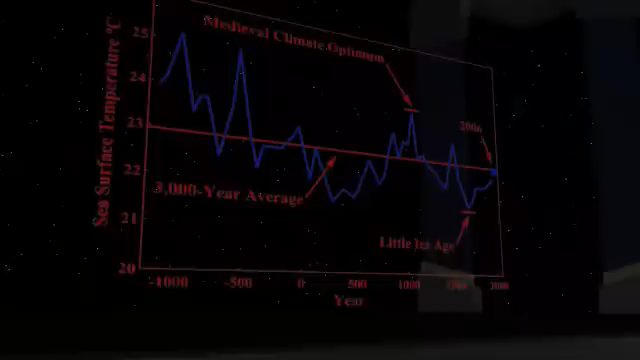 Medieval Climate Optimum
25
24
23
22
21
20
Sea Surface Temperature °C
2006
3,000-Year Average
Little Ice Age
-1000
-500
0
500
1000
1500
2000
Year